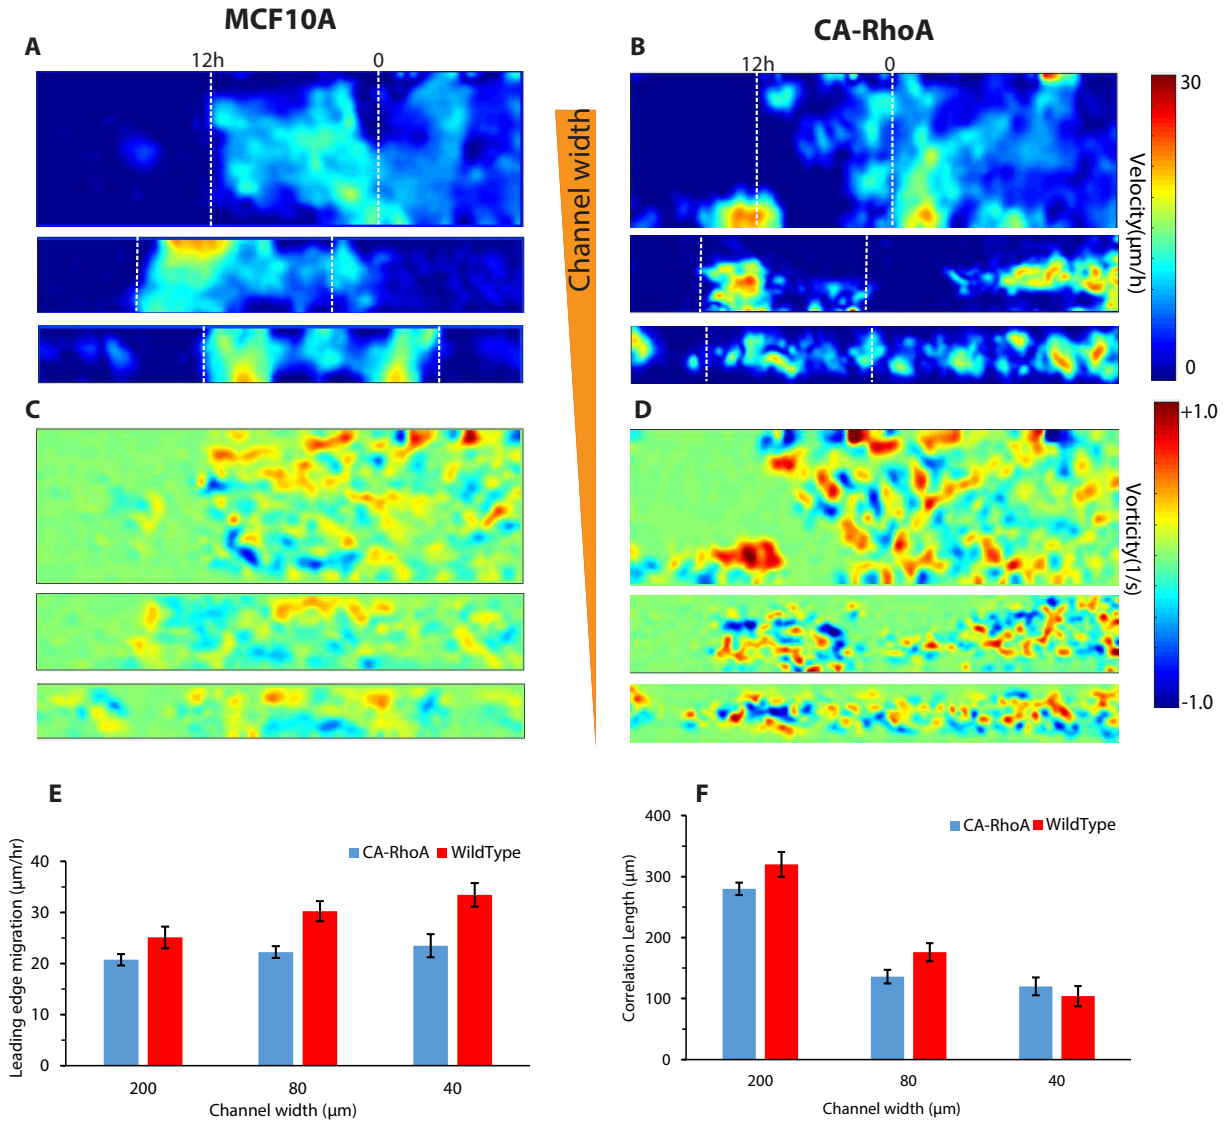 MCF10A
CA-RhoA
A
B
12h
0
12h
0
30
Channel width
Velocity(μm/h)
0
C
D
+1.0
Vorticity(1/s)
-1.0
E
F
CA-RhoA WildType
CA-RhoA WildType
Leading edge migration (μm/hr)
40
30
20
10
0
200
80
40
Channel width (μm)
Correlation Length (μm)
400
300
200
100
0
200
80
40
Channel width (μm)